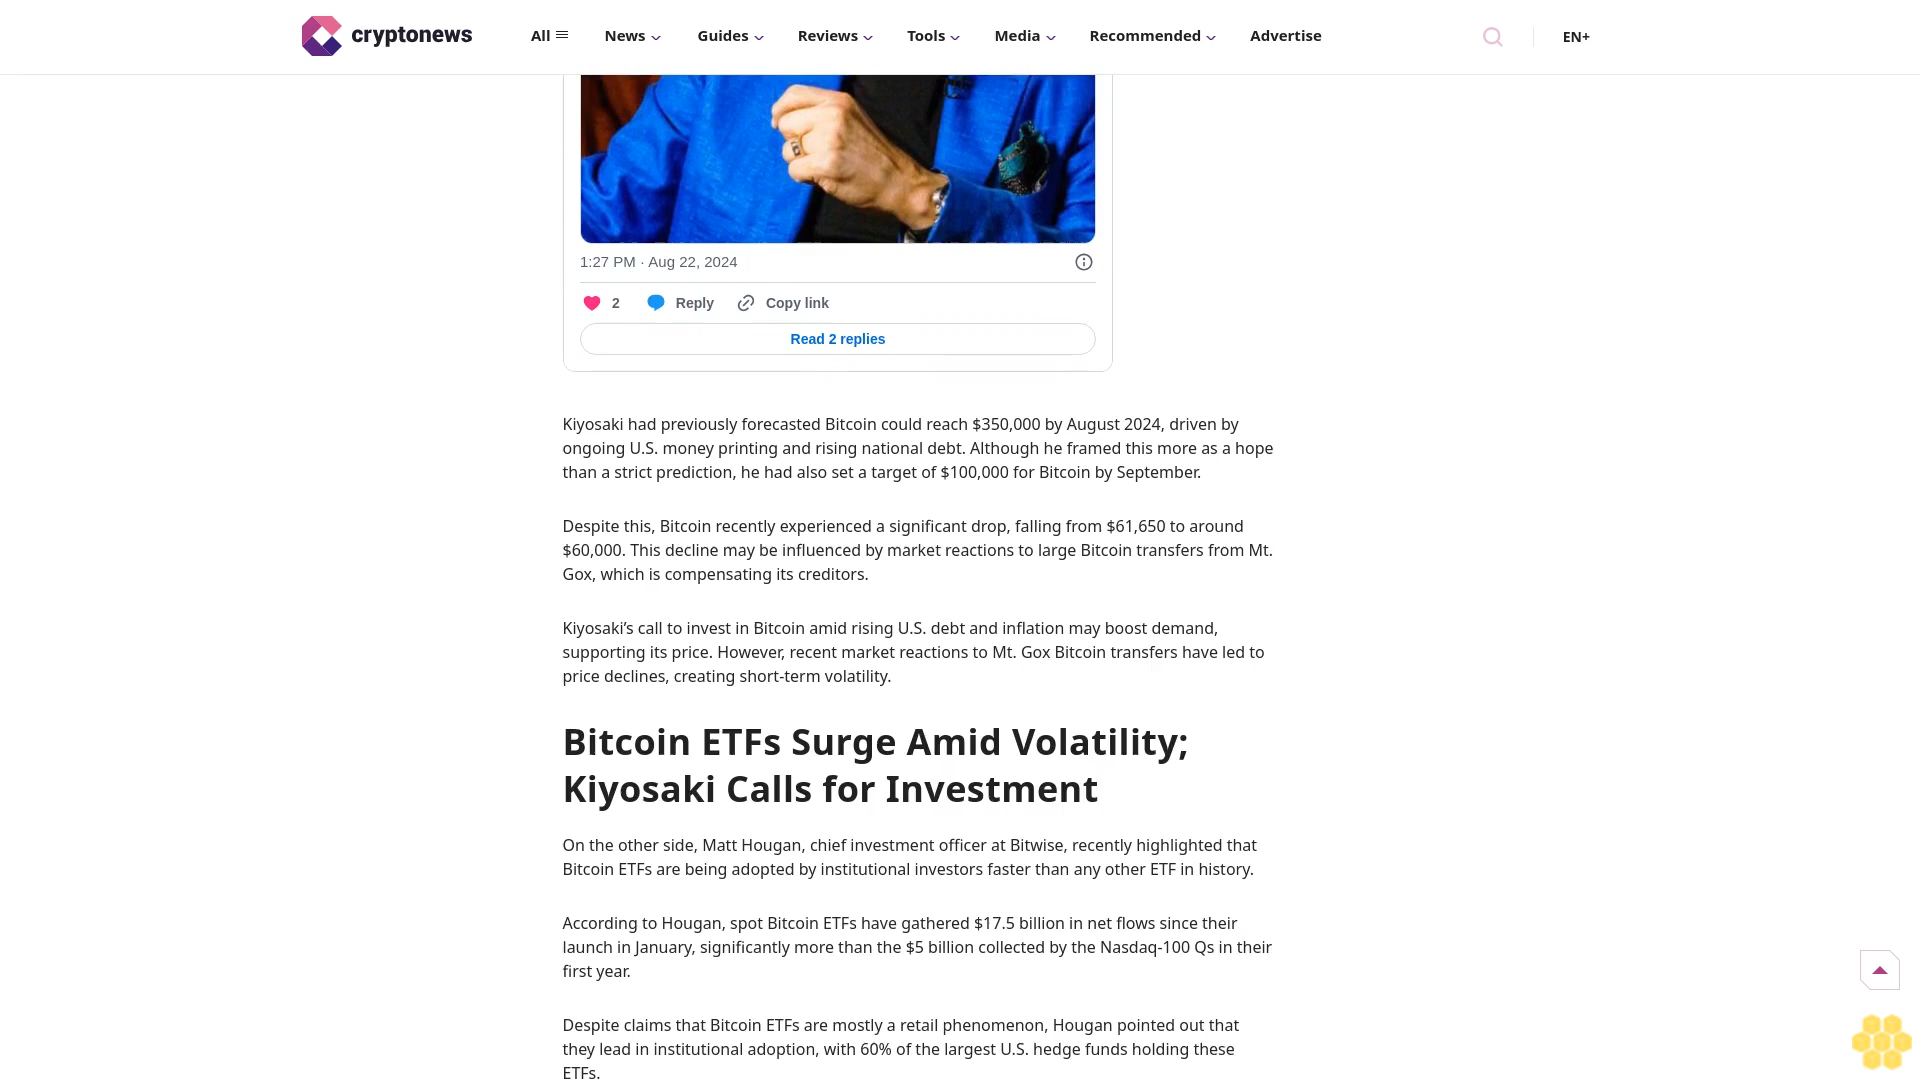 cryptonews
All
News
Guides
Reviews
Tools
Media
Recommended
Advertise
EN+
1:27 PM · Aug 22, 2024
2
Reply
Copy link
Read 2 replies
Kiyosaki had previously forecasted Bitcoin could reach $350,000 by August 2024, driven by
ongoing U.S. money printing and rising national debt. Although he framed this more as a hope
than a strict prediction, he had also set a target of $100,000 for Bitcoin by September.
Despite this, Bitcoin recently experienced a significant drop, falling from $61,650 to around
$60,000. This decline may be influenced by market reactions to large Bitcoin transfers from Mt.
Gox, which is compensating its creditors.
Kiyosaki’s call to invest in Bitcoin amid rising U.S. debt and inflation may boost demand,
supporting its price. However, recent market reactions to Mt. Gox Bitcoin transfers have led to
price declines, creating short-term volatility.
Bitcoin ETFs Surge Amid Volatility;
Kiyosaki Calls for Investment
On the other side, Matt Hougan, chief investment officer at Bitwise, recently highlighted that
Bitcoin ETFs are being adopted by institutional investors faster than any other ETF in history.
According to Hougan, spot Bitcoin ETFs have gathered $17.5 billion in net flows since their
launch in January, significantly more than the $5 billion collected by the Nasdaq-100 Qs in their
first year.
Despite claims that Bitcoin ETFs are mostly a retail phenomenon, Hougan pointed out that
they lead in institutional adoption, with 60% of the largest U.S. hedge funds holding these
ETFs.